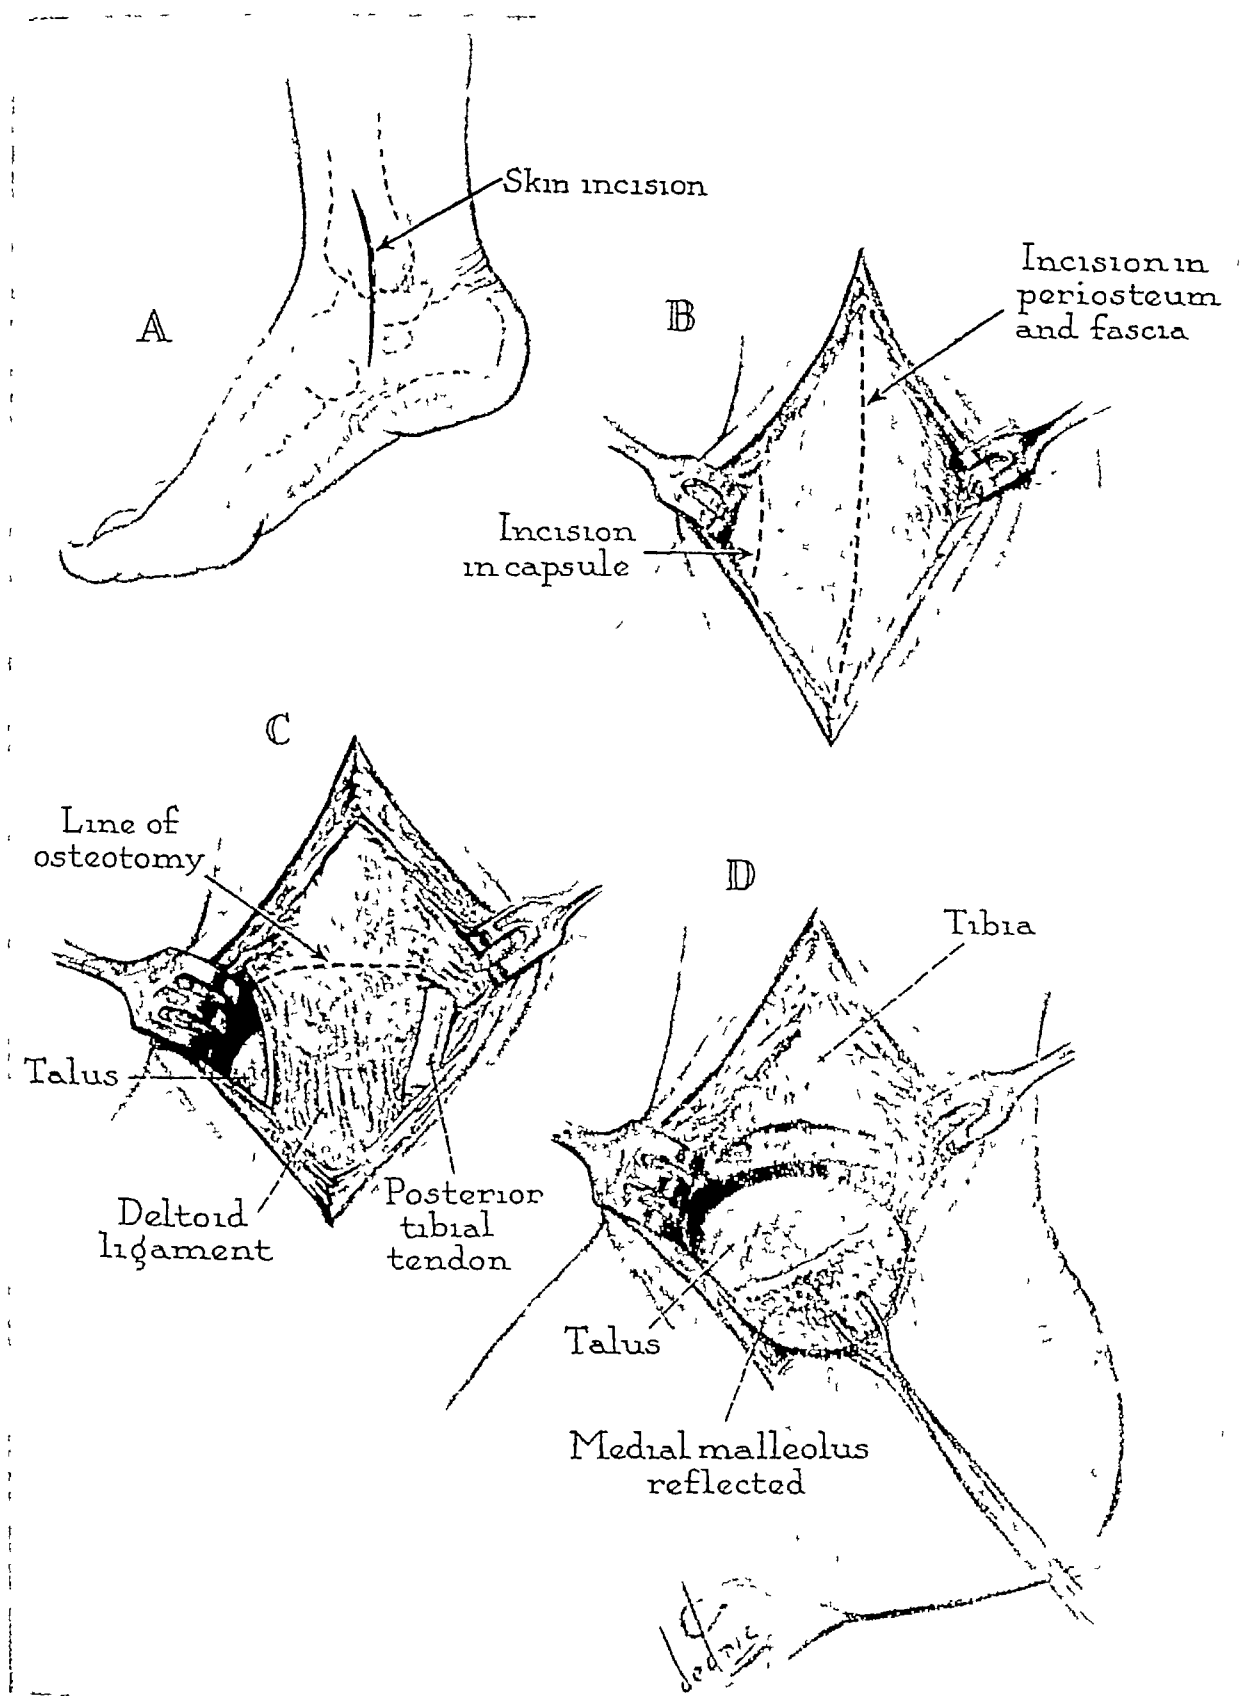 A
Skin incision
B
Incision in
periosteum
and fascia
Incision
in capsule
C
Line of
osteotomy
Talus
Deltoid
ligament
Posterior
tibial
tendon
D
Tibia
Talus
Medial malleolus
reflected